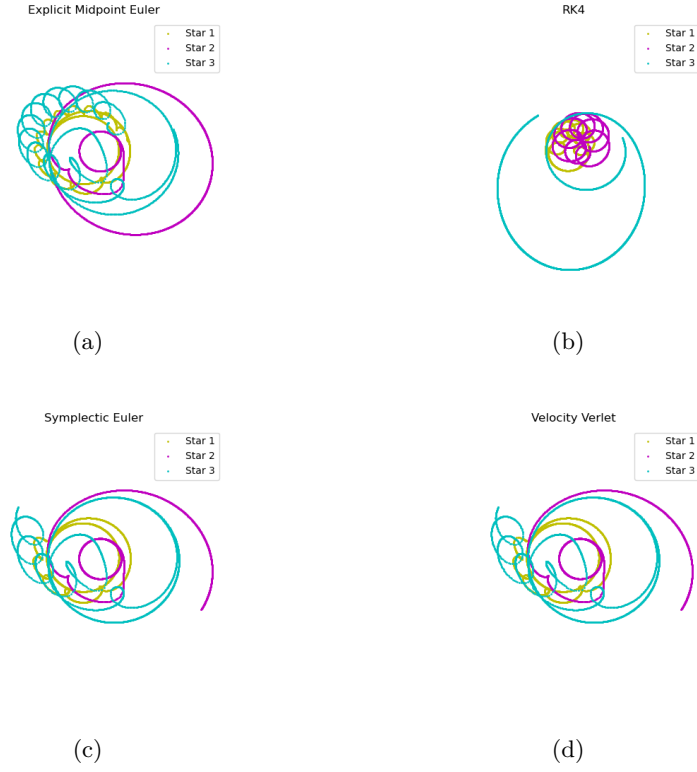 Explicit Midpoint Euler
Star 1
Star 2
Star 3
(a)
RK4
Star 1
Star 2
Star 3
(b)
Symplectic Euler
Star 1
Star 2
Star 3
(c)
Velocity Verlet
Star 1
Star 2
Star 3
(d)